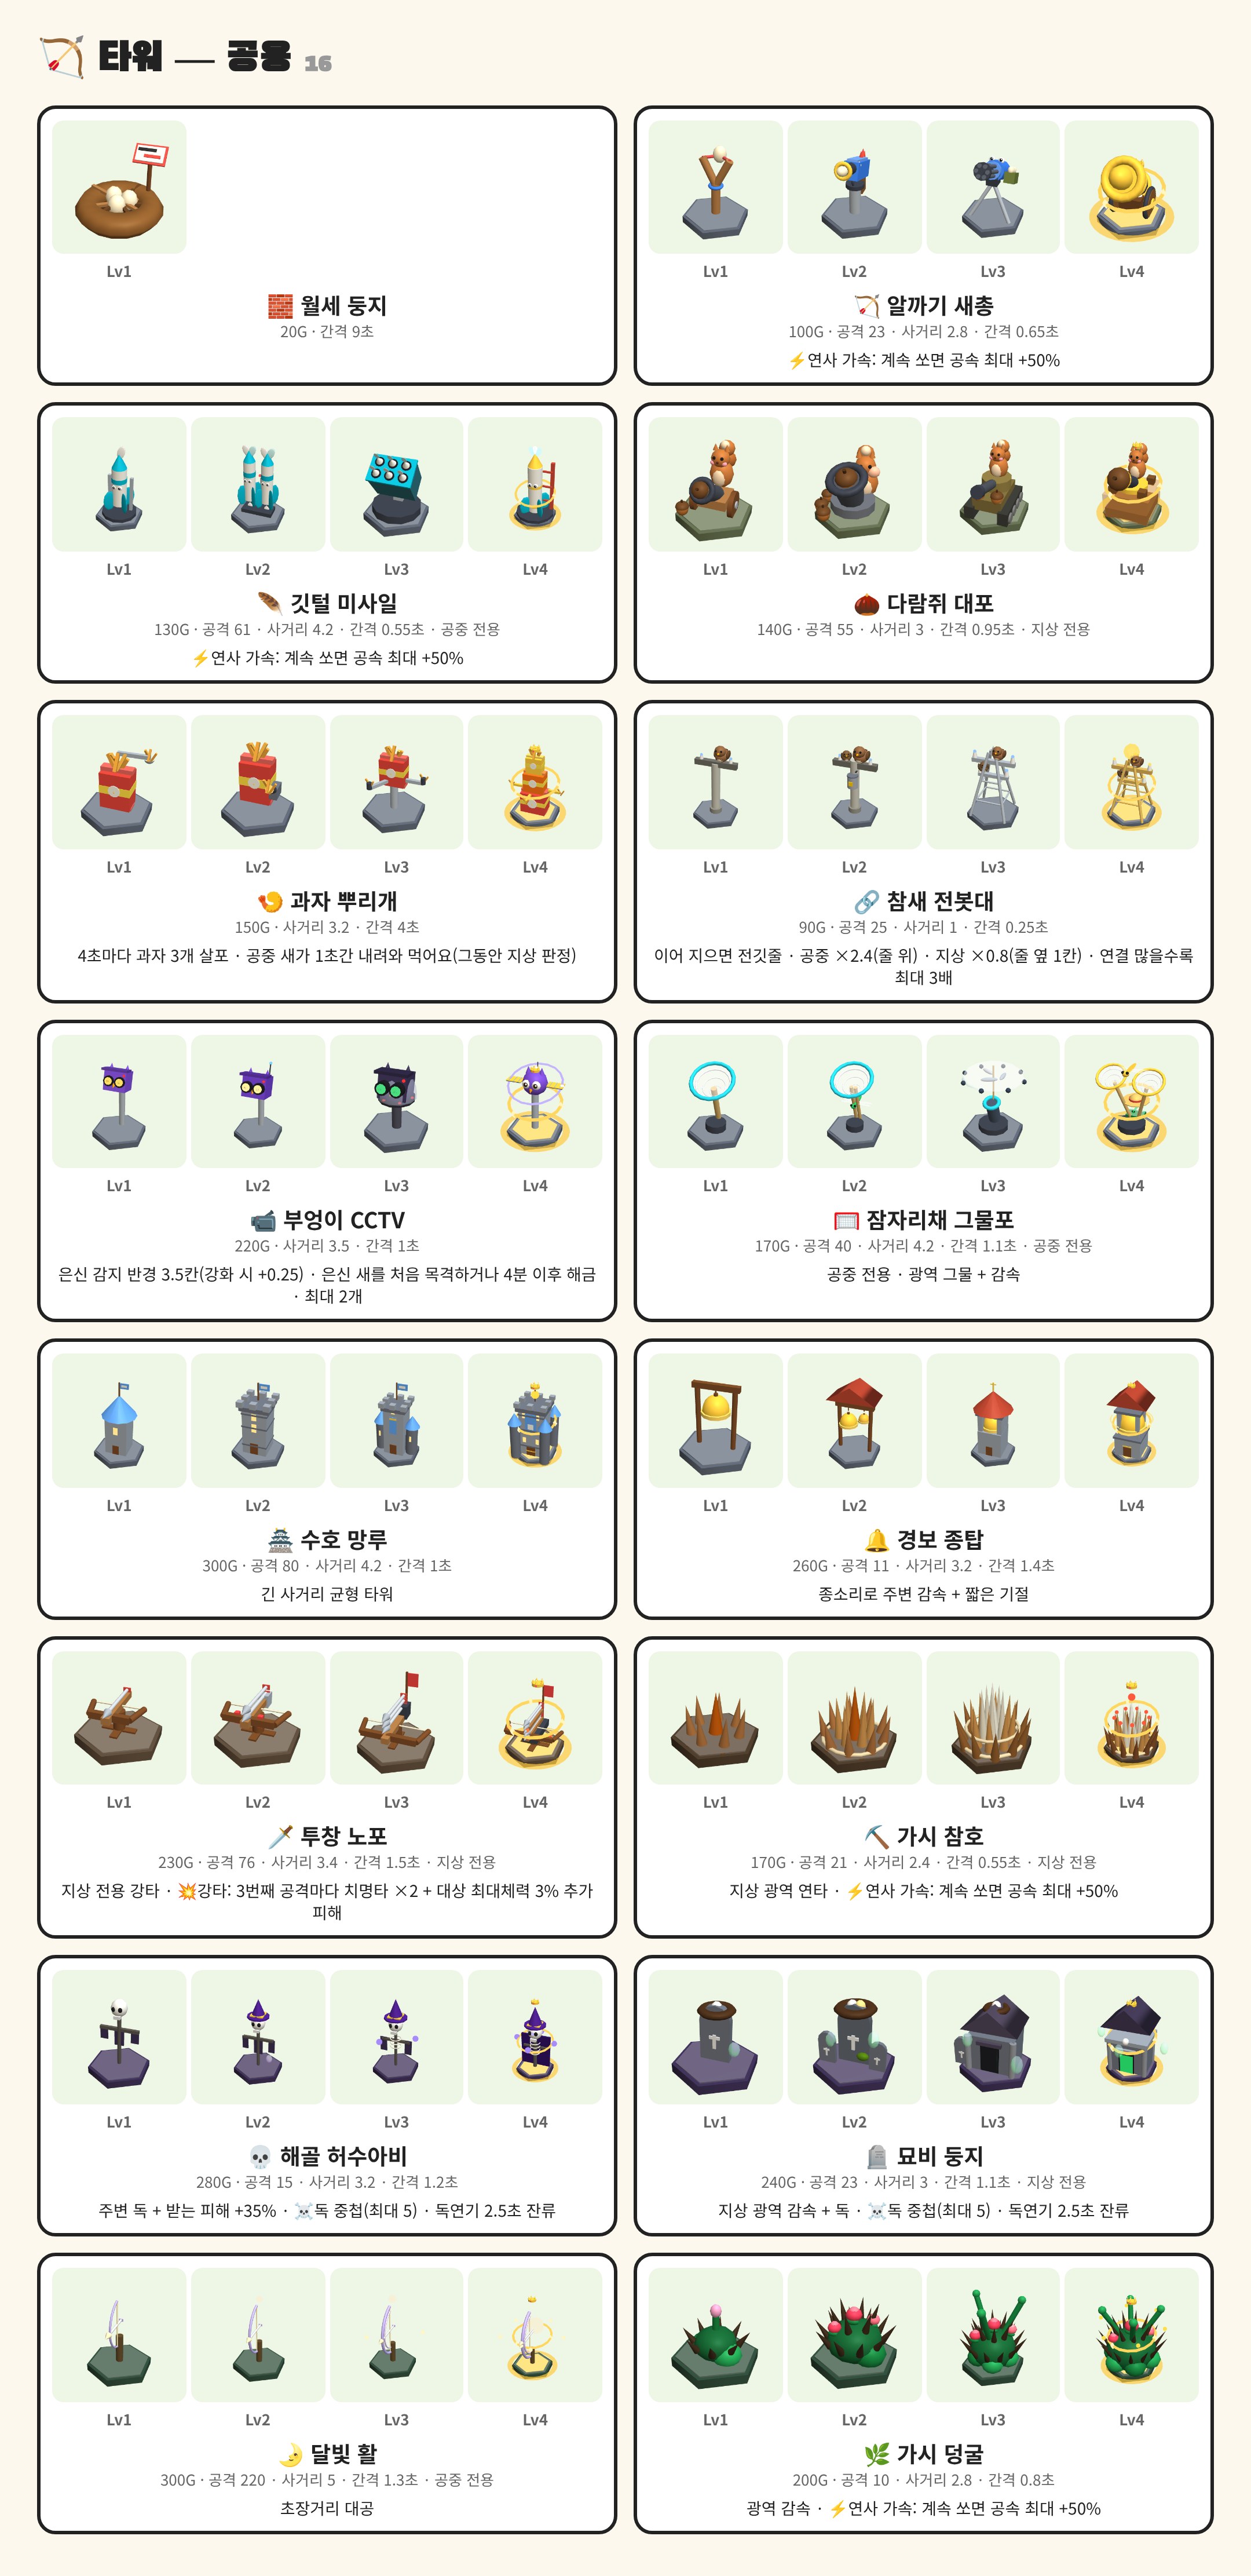 타워 — 공용 16
Lv1
월세 둥지
20G · 간격 9초
Lv1 Lv2 Lv3 Lv4
알까기 새총
100G · 공격 23 · 사거리 2.8 · 간격 0.65초
⚡연사 가속: 계속 쏘면 공속 최대 +50%
Lv1 Lv2 Lv3 Lv4
깃털 미사일
130G · 공격 61 · 사거리 4.2 · 간격 0.55초 · 공중 전용
⚡연사 가속: 계속 쏘면 공속 최대 +50%
Lv1 Lv2 Lv3 Lv4
다람쥐 대포
140G · 공격 55 · 사거리 3 · 간격 0.95초 · 지상 전용
Lv1 Lv2 Lv3 Lv4
과자 뿌리개
150G · 사거리 3.2 · 간격 4초
4초마다 과자 3개 살포 · 공중 새가 1초간 내려와 먹어요(그동안 지상 판정)
Lv1 Lv2 Lv3 Lv4
참새 전봇대
90G · 공격 25 · 사거리 1 · 간격 0.25초
이어 지으면 전깃줄 · 공중 ×2.4(줄 위) · 지상 ×0.8(줄 옆 1칸) · 연결 많을수록
최대 3배
Lv1 Lv2 Lv3 Lv4
부엉이 CCTV
220G · 사거리 3.5 · 간격 1초
은신 감지 반경 3.5칸(강화 시 +0.25) · 은신 새를 처음 목격하거나 4분 이후 해금
· 최대 2개
Lv1 Lv2 Lv3 Lv4
잠자리채 그물포
170G · 공격 40 · 사거리 4.2 · 간격 1.1초 · 공중 전용
공중 전용 · 광역 그물 + 감속
Lv1 Lv2 Lv3 Lv4
수호 망루
300G · 공격 80 · 사거리 4.2 · 간격 1초
긴 사거리 균형 타워
Lv1 Lv2 Lv3 Lv4
경보 종탑
260G · 공격 11 · 사거리 3.2 · 간격 1.4초
종소리로 주변 감속 + 짧은 기절
Lv1 Lv2 Lv3 Lv4
투창 노포
230G · 공격 76 · 사거리 3.4 · 간격 1.5초 · 지상 전용
지상 전용 강타 · 💥강타: 3번째 공격마다 치명타 ×2 + 대상 최대체력 3% 추가
피해
Lv1 Lv2 Lv3 Lv4
가시 참호
170G · 공격 21 · 사거리 2.4 · 간격 0.55초 · 지상 전용
지상 광역 연타 · ⚡연사 가속: 계속 쏘면 공속 최대 +50%
Lv1 Lv2 Lv3 Lv4
해골 허수아비
280G · 공격 15 · 사거리 3.2 · 간격 1.2초
주변 독 + 받는 피해 +35% · ☠️독 중첩(최대 5) · 독연기 2.5초 잔류
Lv1 Lv2 Lv3 Lv4
묘비 둥지
240G · 공격 23 · 사거리 3 · 간격 1.1초 · 지상 전용
지상 광역 감속 + 독 · ☠️독 중첩(최대 5) · 독연기 2.5초 잔류
Lv1 Lv2 Lv3 Lv4
달빛 활
300G · 공격 220 · 사거리 5 · 간격 1.3초 · 공중 전용
초장거리 대공
Lv1 Lv2 Lv3 Lv4
가시 덩굴
200G · 공격 10 · 사거리 2.8 · 간격 0.8초
광역 감속 · ⚡연사 가속: 계속 쏘면 공속 최대 +50%